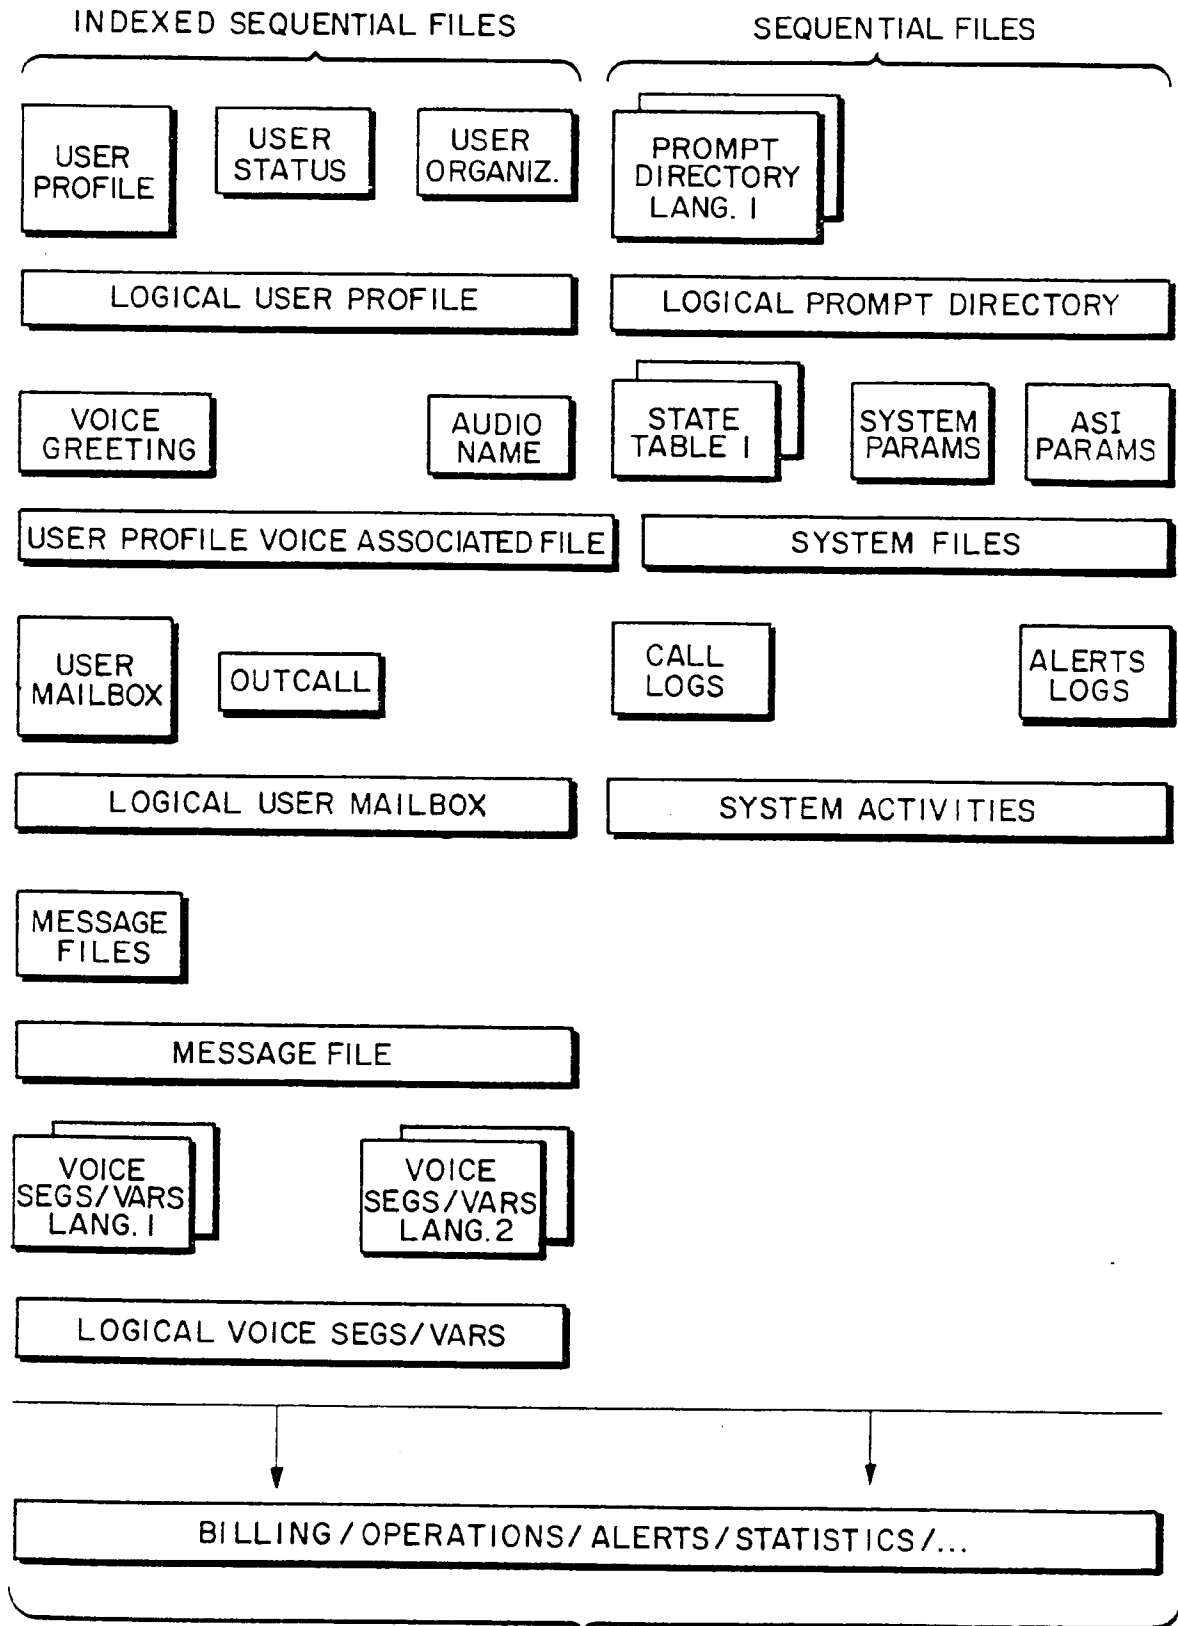 INDEXED SEQUENTIAL FILES
SEQUENTIAL FILES
USER
PROFILE
USER
STATUS
USER
ORGANIZ.
PROMPT
DIRECTORY
LANG. 1
LOGICAL USER PROFILE
LOGICAL PROMPT DIRECTORY
VOICE
GREETING
AUDIO
NAME
STATE
TABLE 1
SYSTEM
PARAMS
ASI
PARAMS
USER PROFILE VOICE ASSOCIATED FILE
SYSTEM FILES
USER
MAILBOX
OUTCALL
CALL
LOGS
ALERTS
LOGS
LOGICAL USER MAILBOX
SYSTEM ACTIVITIES
MESSAGE
FILES
MESSAGE FILE
VOICE
SEGS/VARS
LANG. 1
VOICE
SEGS/VARS
LANG. 2
LOGICAL VOICE SEGS/VARS
BILLING/OPERATIONS/ALERTS/STATISTICS/...